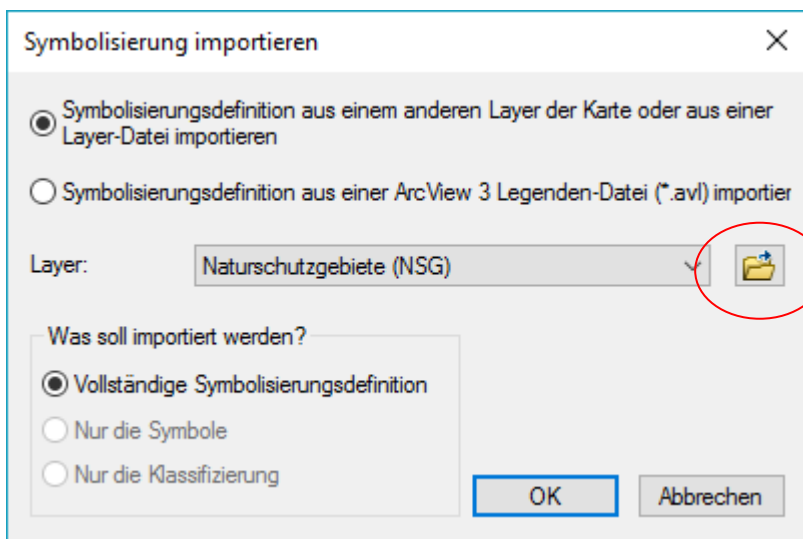 Symbolisierung importieren
Symbolisierungsdefinition aus einem anderen Layer der Karte oder aus einer
Layer-Datei importieren
Symbolisierungsdefinition aus einer ArcView 3 Legenden-Datei (*.avl) importier
Layer:
Naturschutzgebiete (NSG)
Was soll importiert werden?
Vollständige Symbolisierungsdefinition
Nur die Symbole
Nur die Klassifizierung
OK
Abbrechen